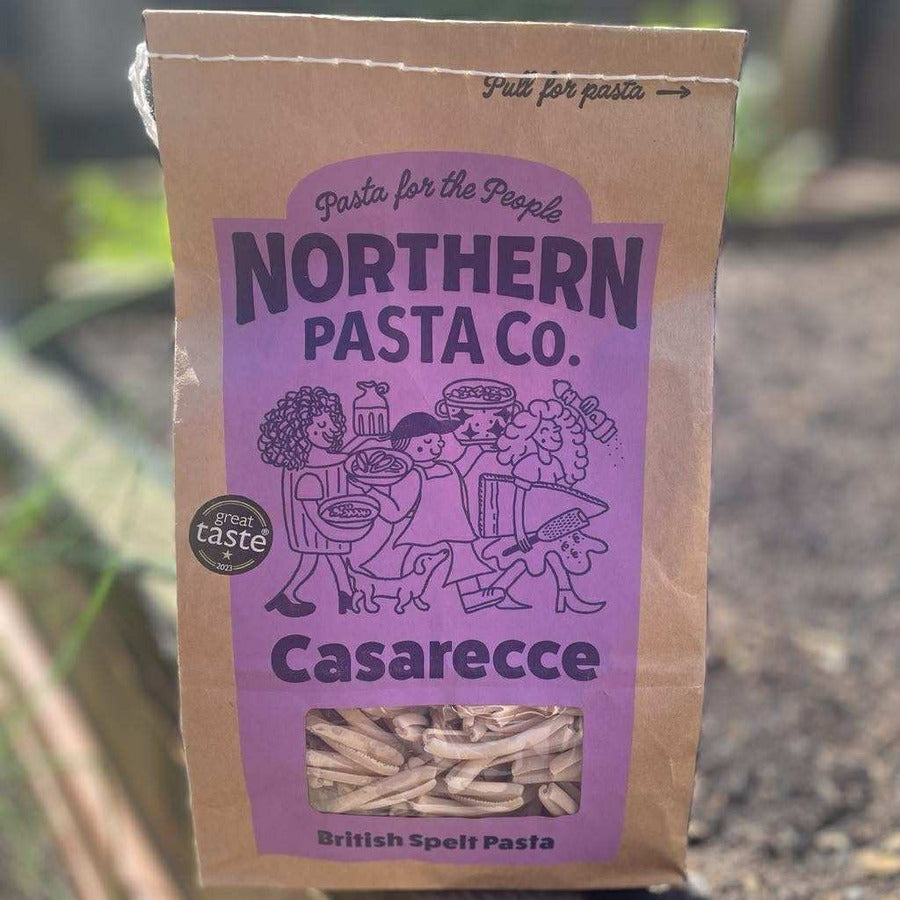 Pull for pasta →
Pasta for the People
NORTHERN
PASTA CO.
great
taste®
2023
Casarecce
British Spelt Pasta